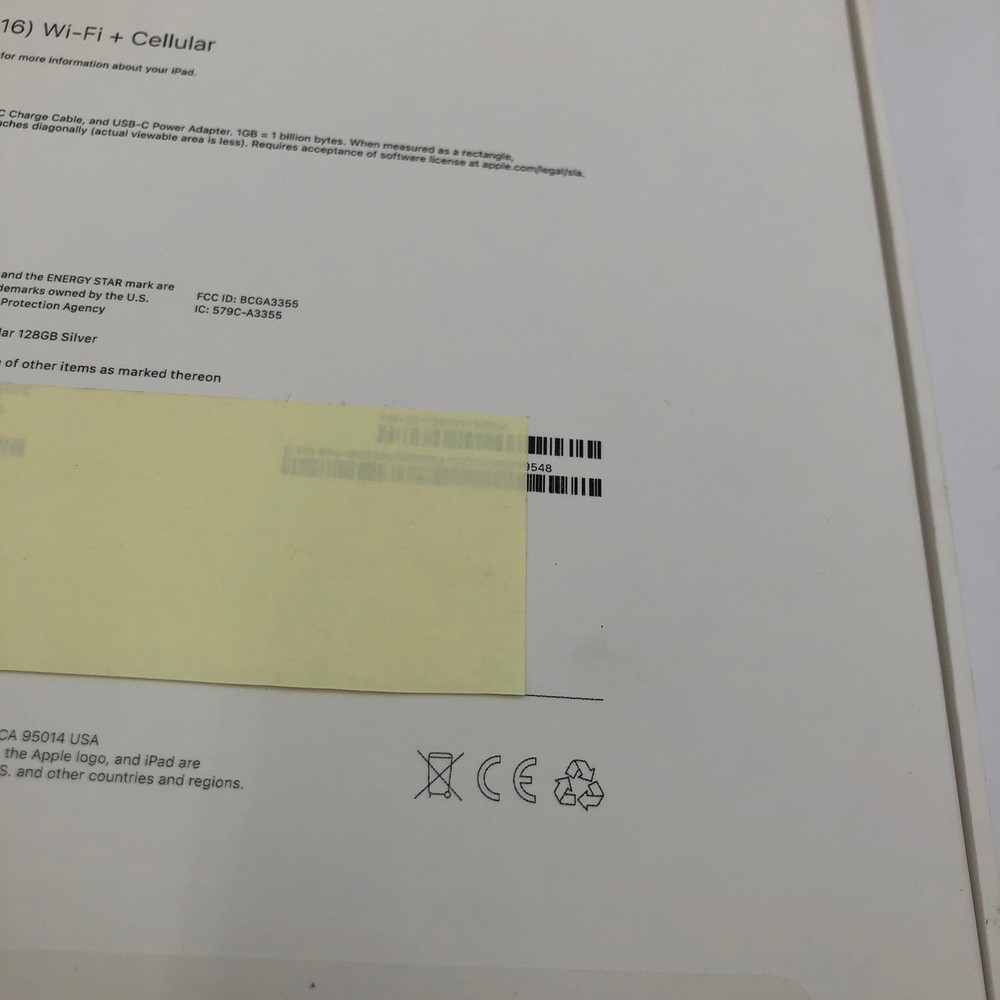 16) Wi-Fi + Cellular
for more information about your iPad.
C Charge Cable, and USB-C Power Adapter. 1GB = 1 billion bytes. When measured as a rectangle,
ches diagonally (actual viewable area is less). Requires acceptance of software license at apple.com/legal/sla.
and the ENERGY STAR mark are
demarks owned by the U.S.
Protection Agency
FCC ID: BCGA3355
IC: 579C-A3355
lar 128GB Silver
of other items as marked thereon
9548
CA 95014 USA
the Apple logo, and iPad are
S. and other countries and regions.
CE